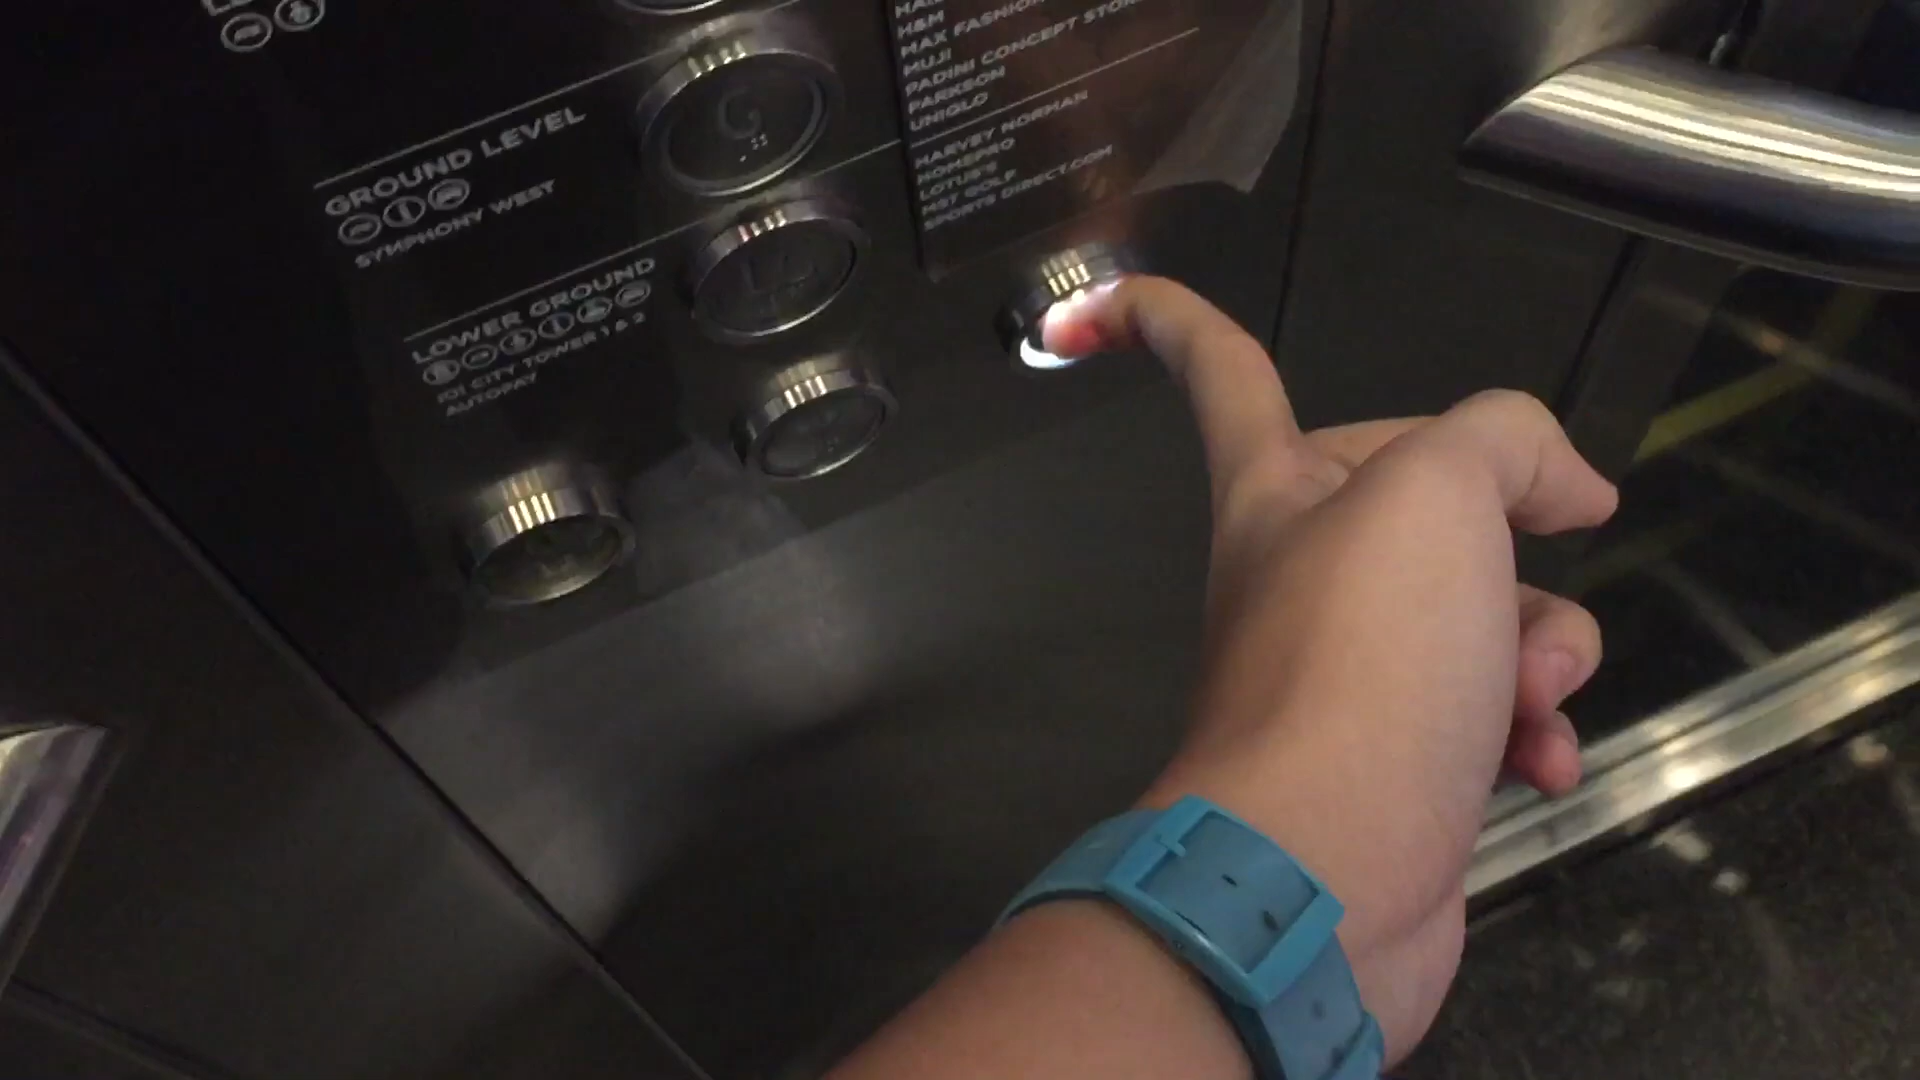 GROUND LEVEL
SYMPHONY WEST
G
LOWER GROUND
IOI CITY TOWER 1 & 2
AUTOPAY
LG
H&M
MAX FASHION
MUJI
PADINI CONCEPT STORE
PARKSON
UNIQLO
HARVEY NORMAN
HOMEPRO
LOTUS'S
MST GOLF
SPORTS DIRECT.COM